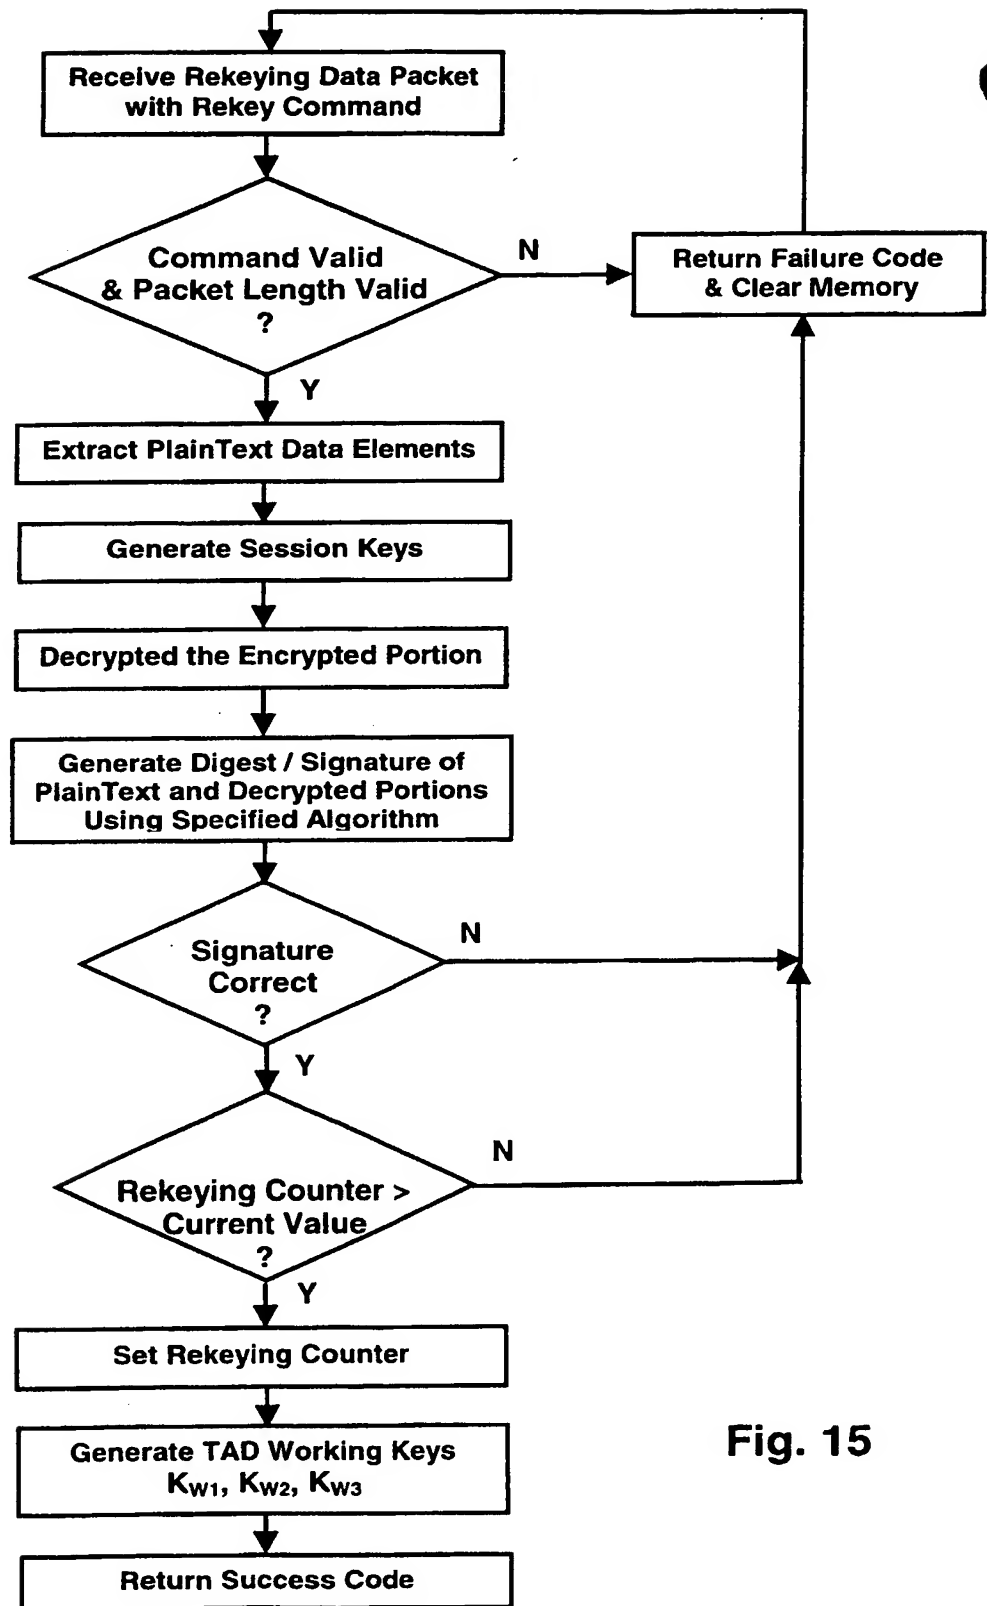 Receive Rekeying Data Packet
with Rekey Command
Command Valid
& Packet Length Valid
?
N
Return Failure Code
& Clear Memory
Y
Extract PlainText Data Elements
Generate Session Keys
Decrypted the Encrypted Portion
Generate Digest / Signature of
PlainText and Decrypted Portions
Using Specified Algorithm
Signature
Correct
?
N
Y
Rekeying Counter >
Current Value
?
N
Y
Set Rekeying Counter
Generate TAD Working Keys
KW1, KW2, KW3
Return Success Code
Fig. 15